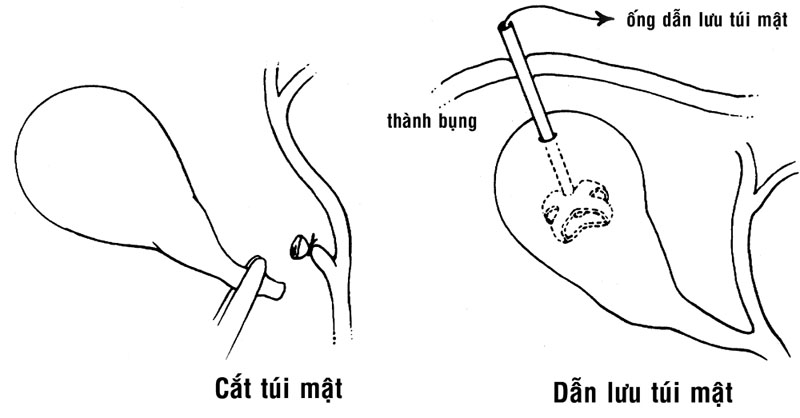 ống dẫn lưu túi mật
thành bụng
Cắt túi mật
Dẫn lưu túi mật